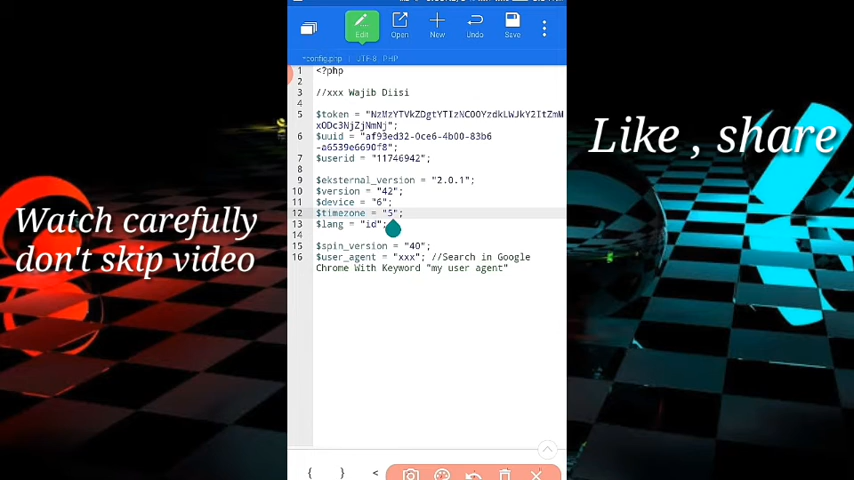 Edit
Open
New
Undo
Save
*config.php | UTF-8 PHP
1 <?php
2
3 //xxx Wajib Diisi
4
5 $token = "NzMzYTVkZDgtYTIzNC00YzdkLWJkY2ItZmM
xODc3NjZjNmNj";
6 $uuid = "af93ed32-0ce6-4b00-83b6
-a6539e6690f8";
7 $userid = "11746942";
8
9 $eksternal_version = "2.0.1";
10 $version = "42";
11 $device = "6";
12 $timezone = "5";
13 $lang = "id";
14
15 $spin_version = "40";
16 $user_agent = "xxx"; //Search in Google
Chrome With Keyword "my user agent"
{ } <
Watch carefully
don't skip video
Like , share